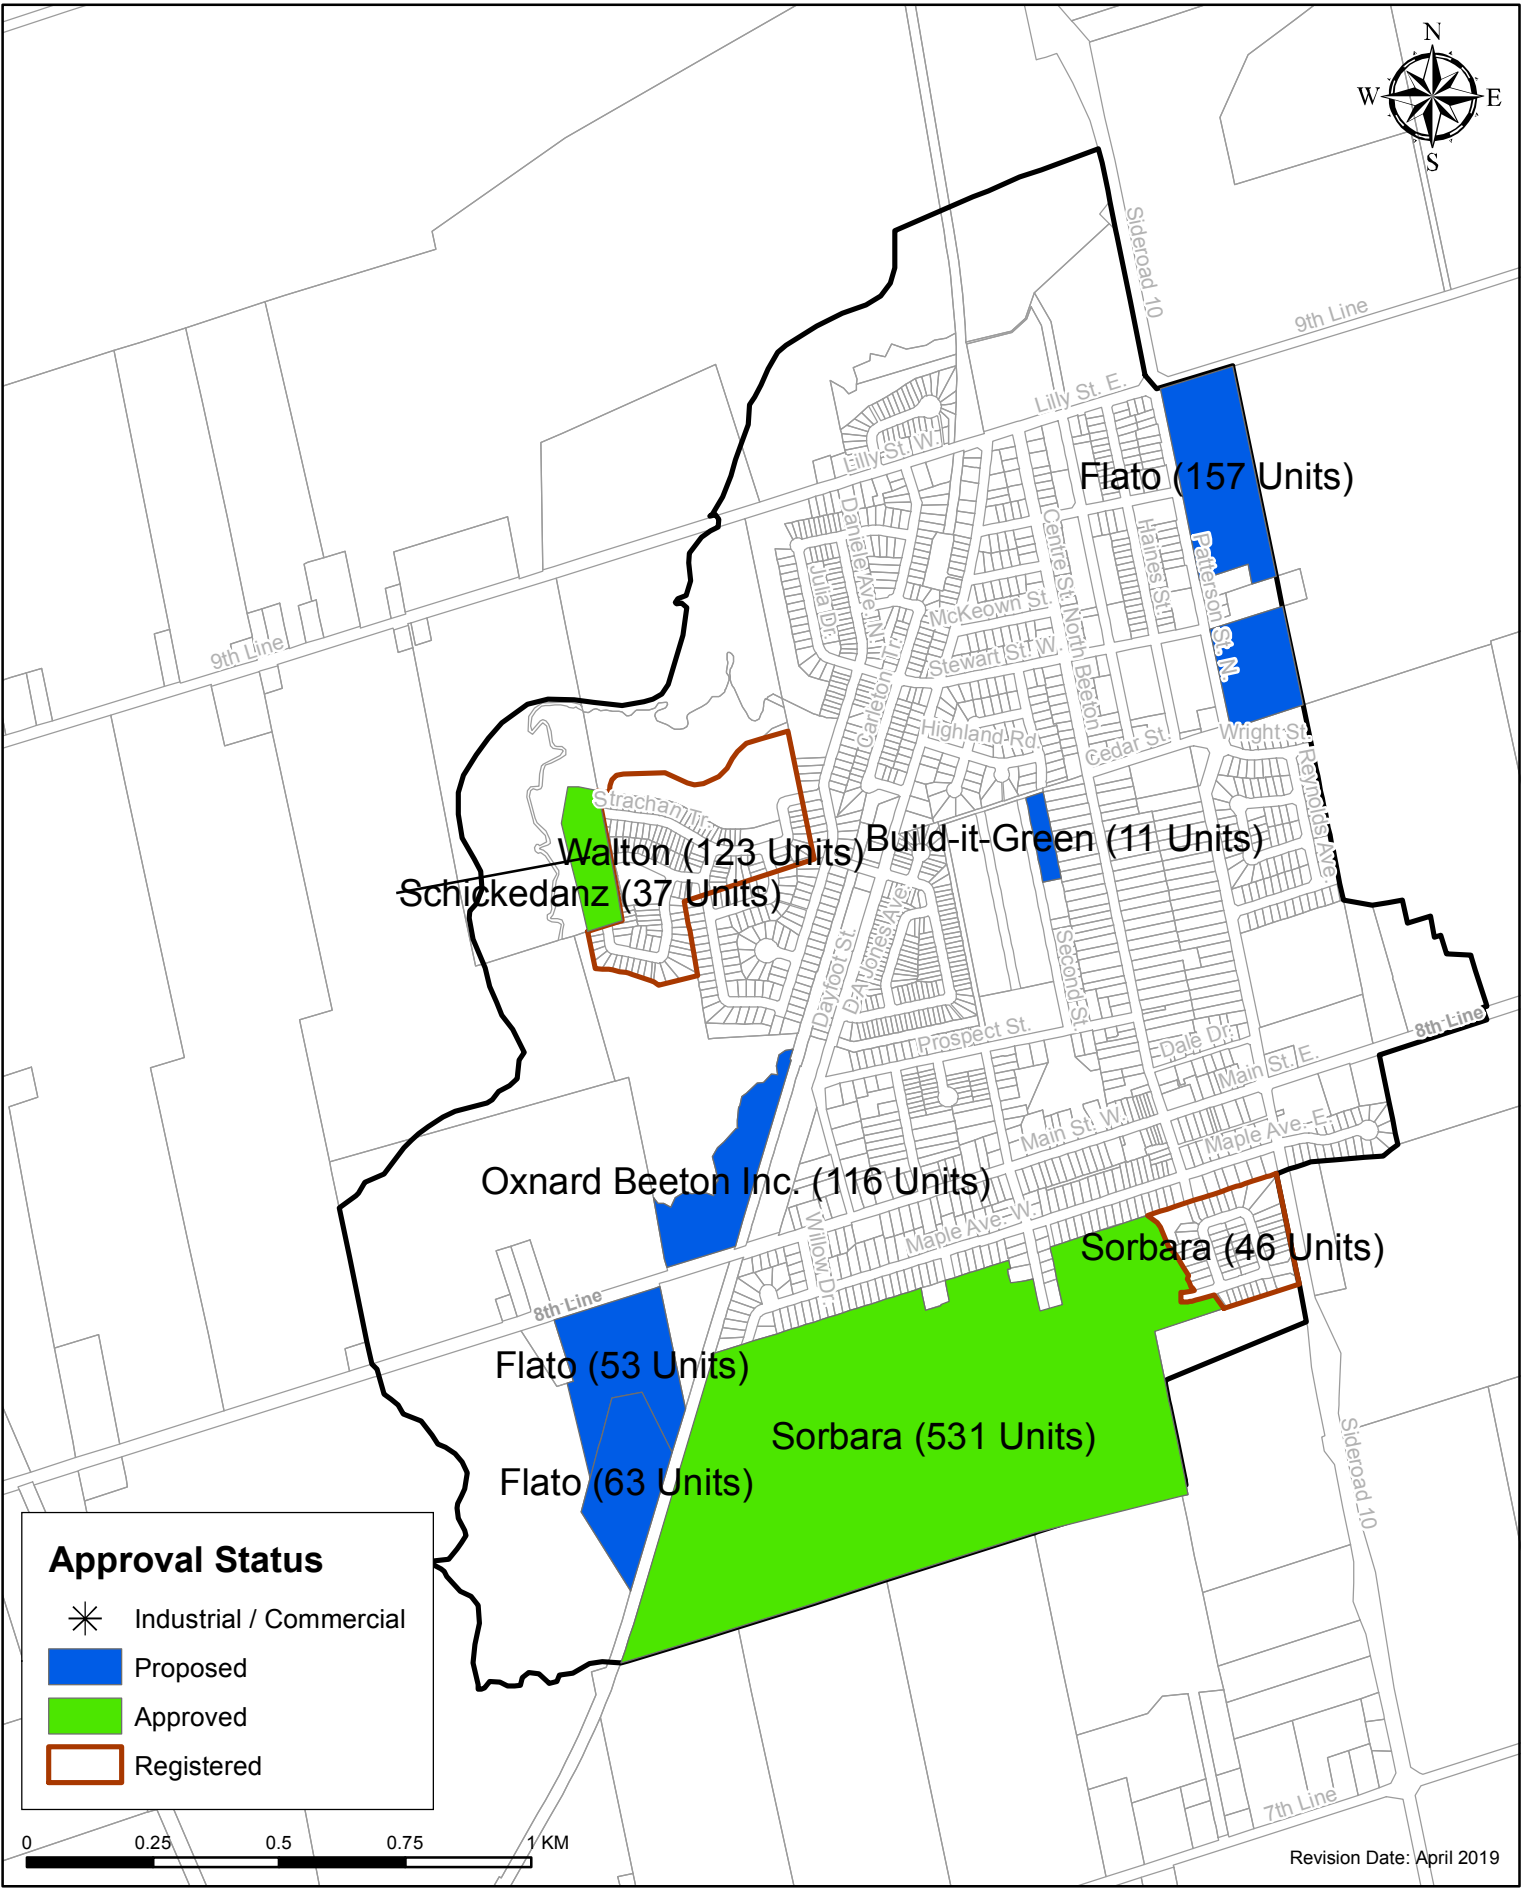 N
W
E
S
Sideroad 10
9th Line
Lilly St. E.
Lilly St. W.
Flato (157 Units)
Daniele Ave. N.
Julia Dr.
Centre St. North Beeton
Haines St.
Patterson St. N.
McKeown St.
Stewart St. W.
9th Line
Carleton Tr.
Highland Rd.
Cedar St.
Wright St.
Reynolds Ave.
Strachan Tr.
Walton (123 Units)
Build-it-Green (11 Units)
Schickedanz (37 Units)
Dayfoot St.
D.A. Jones Ave.
Second St.
Prospect St.
Dale Dr.
8th Line
Main St. E.
Main St. W.
Maple Ave. E.
Oxnard Beeton Inc. (116 Units)
Willow Dr.
Maple Ave. W.
Sorbara (46 Units)
8th Line
Flato (53 Units)
Sorbara (531 Units)
Flato (63 Units)
Sideroad 10
Approval Status
Industrial / Commercial
Proposed
Approved
Registered
7th Line
0 0.25 0.5 0.75 1 KM
Revision Date: April 2019